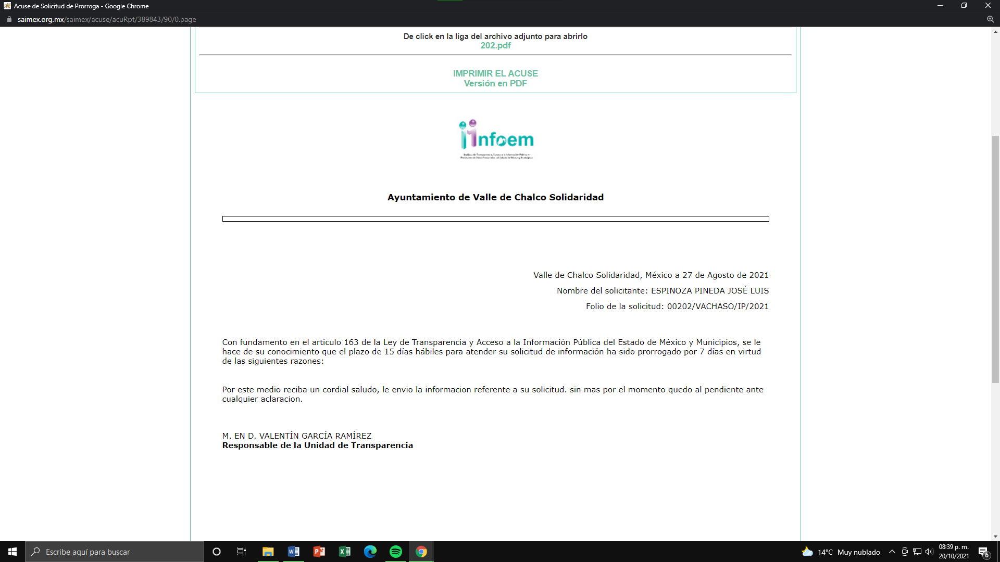 Acuse de Solicitud de Prorroga - Google Chrome
saimex.org.mx/saimex/acuse/acuRpt/389843/90/0.page
De click en la liga del archivo adjunto para abrirlo
202.pdf
IMPRIMIR EL ACUSE
Versión en PDF
infoem
Ayuntamiento de Valle de Chalco Solidaridad
Valle de Chalco Solidaridad, México a 27 de Agosto de 2021
Nombre del solicitante: ESPINOZA PINEDA JOSÉ LUIS
Folio de la solicitud: 00202/VACHASO/IP/2021
Con fundamento en el artículo 163 de la Ley de Transparencia y Acceso a la Información Pública del Estado de México y Municipios, se le
hace de su conocimiento que el plazo de 15 días hábiles para atender su solicitud de información ha sido prorrogado por 7 días en virtud
de las siguientes razones:
Por este medio reciba un cordial saludo, le envio la informacion referente a su solicitud. sin mas por el momento quedo al pendiente ante
cualquier aclaracion.
M. EN D. VALENTÍN GARCÍA RAMÍREZ
Responsable de la Unidad de Transparencia
Escribe aquí para buscar
14°C Muy nublado
08:39 p. m.
20/10/2021
6